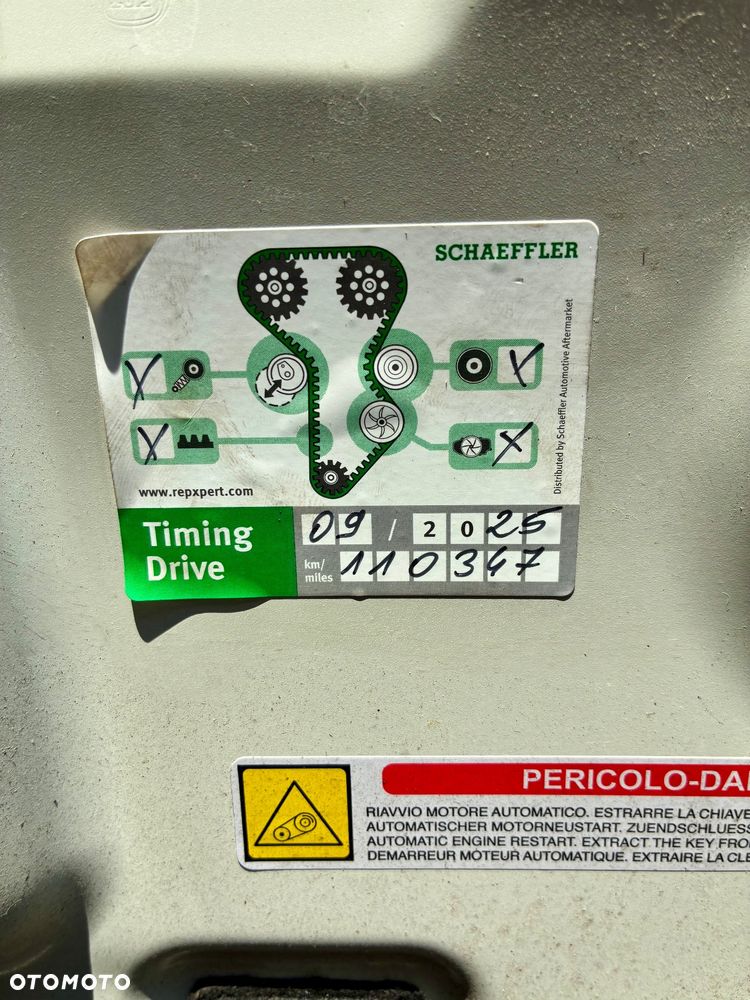 SCHAEFFLER
Distributed by Schaeffler Automotive Aftermarket
X
X
X
X
www.repxpert.com
Timing Drive
09 / 2025
km/miles 110347
PERICOLO-DA
RIAVVIO MOTORE AUTOMATICO. ESTRARRE LA CHIAVE
AUTOMATISCHER MOTORNEUSTART. ZUENDSCHLUESS
AUTOMATIC ENGINE RESTART. EXTRACT THE KEY FRO
DEMARREUR MOTEUR AUTOMATIQUE. EXTRAIRE LA CLE
OTOMOTO